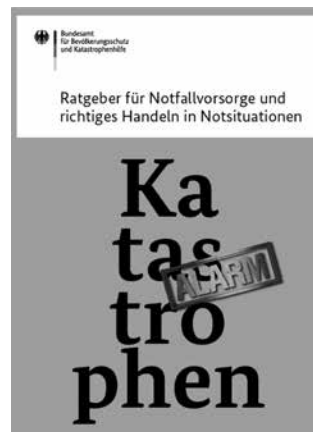 Bundesamt
für Bevölkerungsschutz
und Katastrophenhilfe
Ratgeber für Notfallvorsorge und
richtiges Handeln in Notsituationen
Ka
tas
ALARM
tro
phen